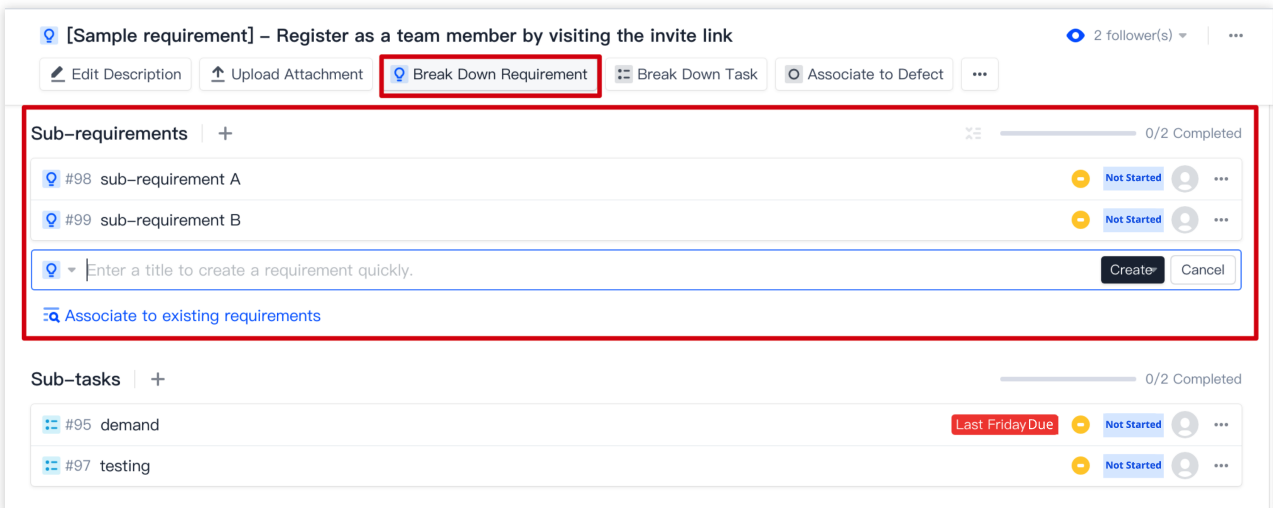 [Sample requirement] – Register as a team member by visiting the invite link
2 follower(s)
Edit Description Upload Attachment Break Down Requirement Break Down Task Associate to Defect
Sub-requirements 0/2 Completed
#98 sub-requirement A Not Started
#99 sub-requirement B Not Started
Enter a title to create a requirement quickly. Create Cancel
Associate to existing requirements
Sub-tasks 0/2 Completed
#95 demand Last Friday Due Not Started
#97 testing Not Started